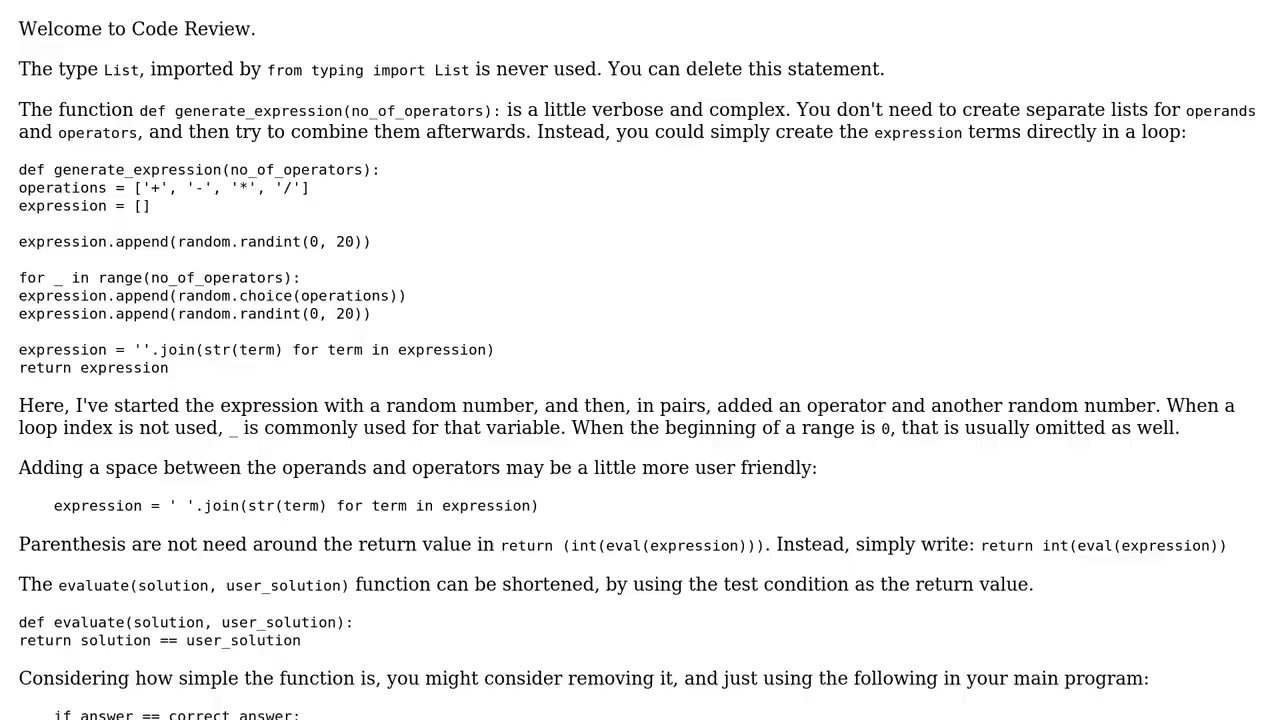 Welcome to Code Review.
The type List, imported by from typing import List is never used. You can delete this statement.
The function def generate_expression(no_of_operators): is a little verbose and complex. You don't need to create separate lists for operands
and operators, and then try to combine them afterwards. Instead, you could simply create the expression terms directly in a loop:
def generate_expression(no_of_operators):
operations = ['+', '-', '*', '/']
expression = []
expression.append(random.randint(0, 20))
for _ in range(no_of_operators):
expression.append(random.choice(operations))
expression.append(random.randint(0, 20))
expression = ''.join(str(term) for term in expression)
return expression
Here, I've started the expression with a random number, and then, in pairs, added an operator and another random number. When a
loop index is not used, _ is commonly used for that variable. When the beginning of a range is 0, that is usually omitted as well.
Adding a space between the operands and operators may be a little more user friendly:
expression = ' '.join(str(term) for term in expression)
Parenthesis are not need around the return value in return (int(eval(expression))). Instead, simply write: return int(eval(expression))
The evaluate(solution, user_solution) function can be shortened, by using the test condition as the return value.
def evaluate(solution, user_solution):
return solution == user_solution
Considering how simple the function is, you might consider removing it, and just using the following in your main program:
if answer == correct_answer: